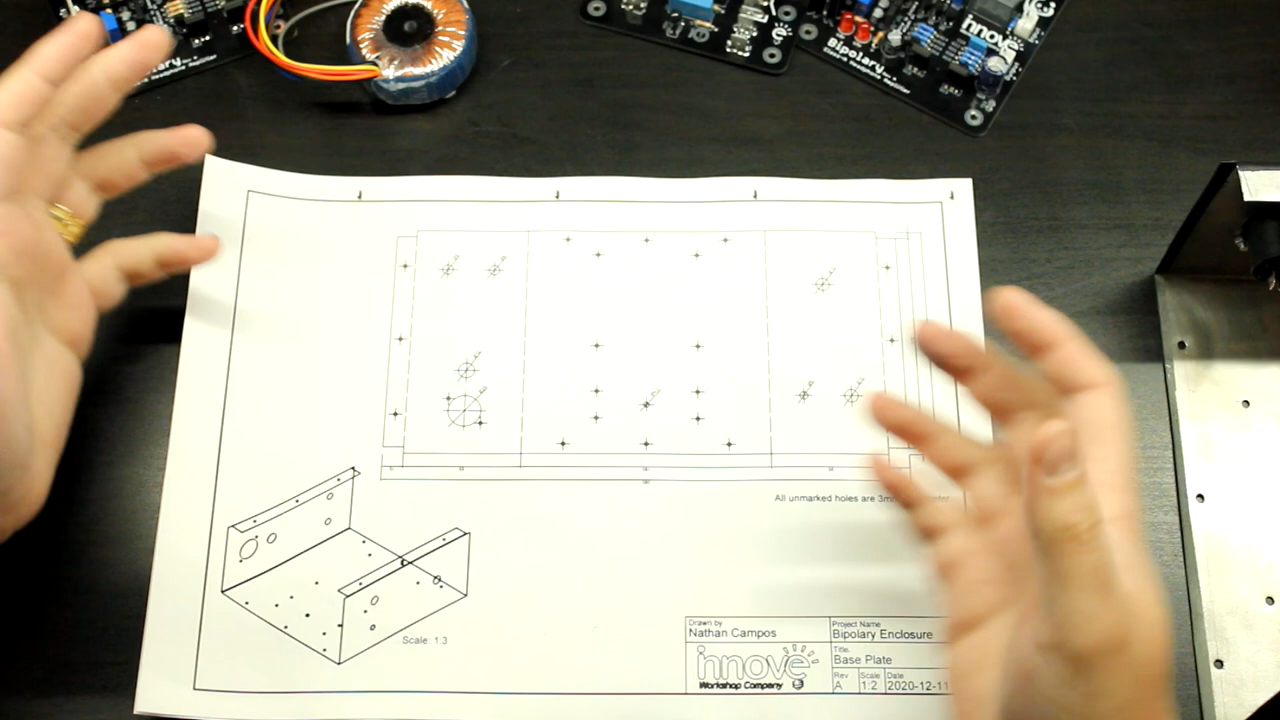 innove
Bipolary
Bipolary
All unmarked holes are
Scale: 1:3
Drawn by
Nathan Campos
Project Name
Bipolary Enclosure
Title
Base Plate
innove
Workshop Company
Rev
A
Scale
1:2
Date
2020-12-11